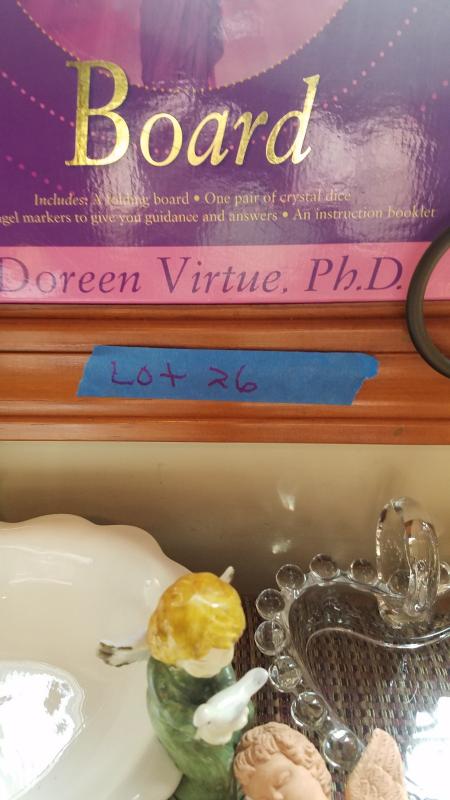 Board
Includes: A folding board • One pair of crystal dice
ngel markers to give you guidance and answers • An instruction booklet
Doreen Virtue, Ph.D.
Lot 26